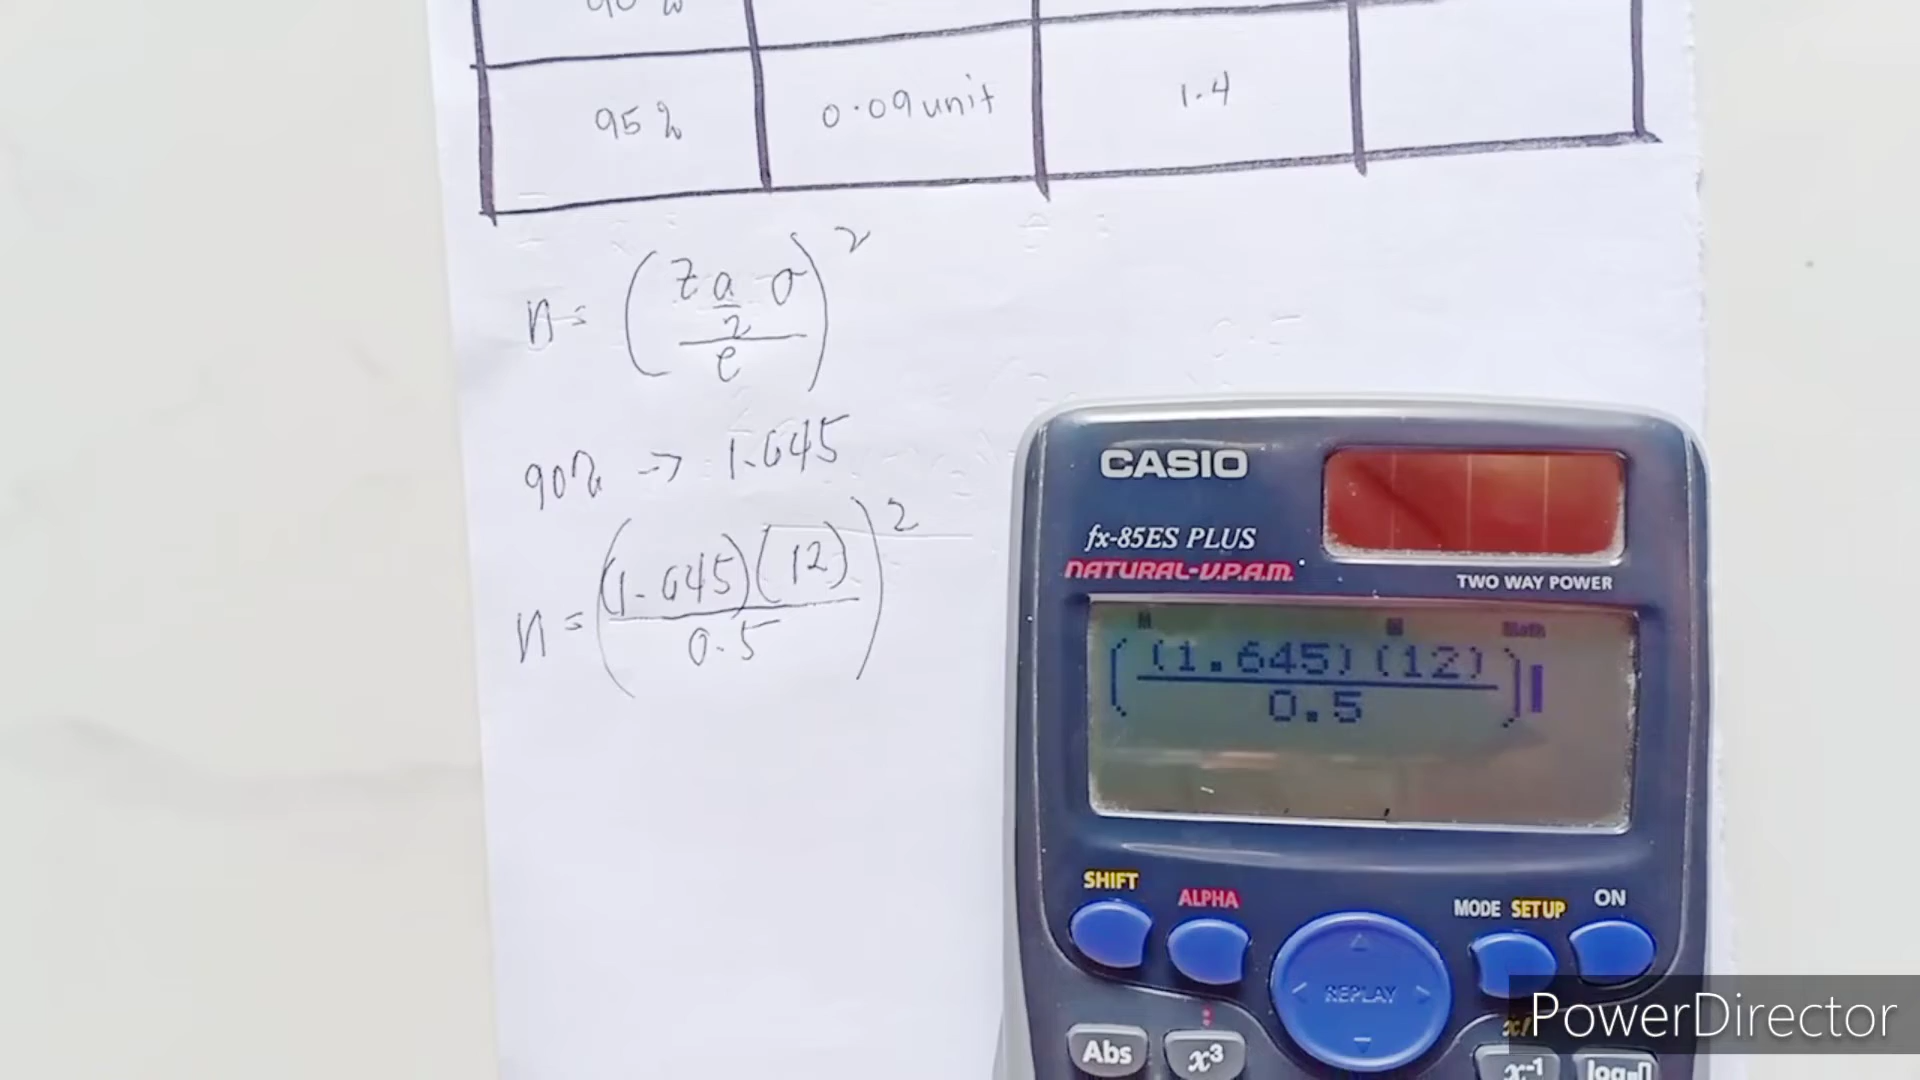 90%
95% 0.09 unit 1.4
n = (Z a/2 σ / e)²
90% → 1.645
n = ((1.645)(12) / 0.5)²
CASIO
fx-85ES PLUS
NATURAL-V.P.A.M.
TWO WAY POWER
M D Math
((1.645)(12) / 0.5)
SHIFT ALPHA MODE SETUP ON
REPLAY
Abs x³ x⁻¹
PowerDirector